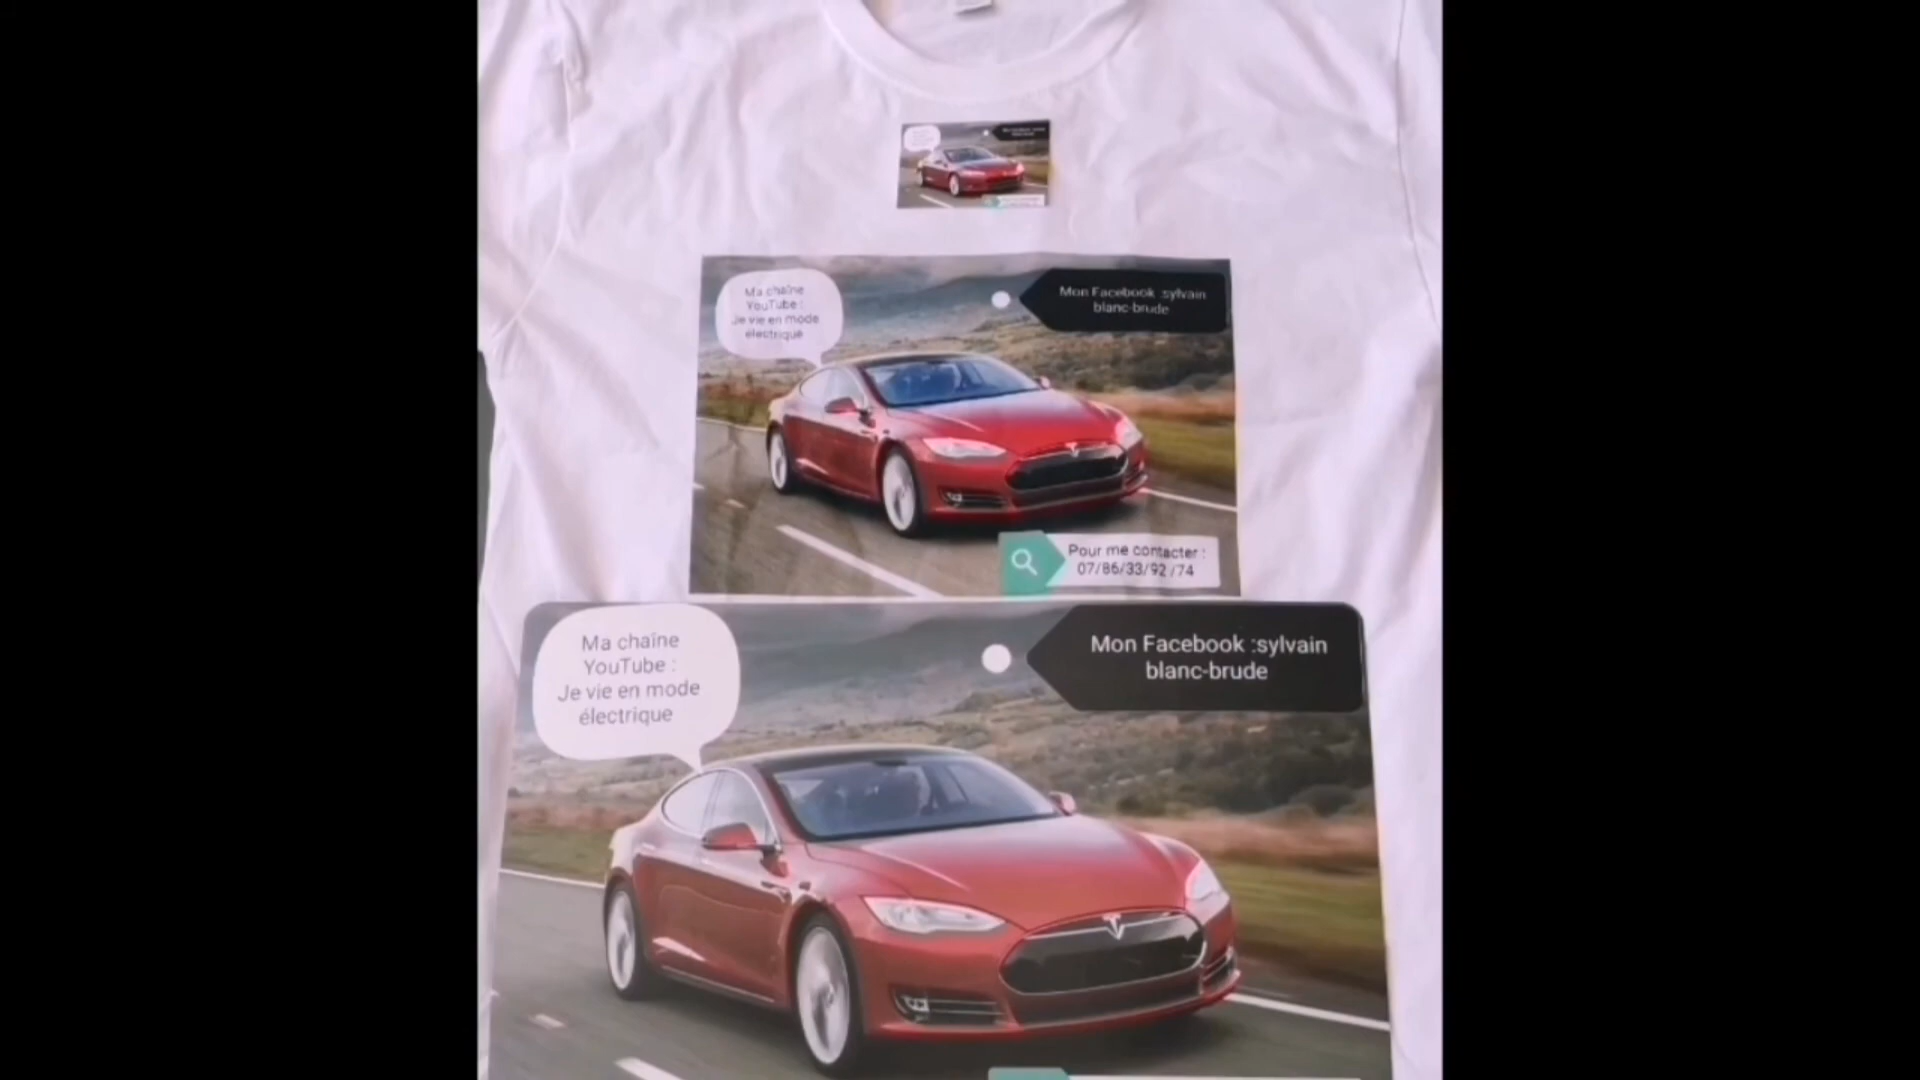 Ma chaîne
YouTube :
Je vie en mode
électrique
Mon Facebook :sylvain
blanc-brude
Pour me contacter :
07/86/33/92 /74
Ma chaîne
YouTube :
Je vie en mode
électrique
Mon Facebook :sylvain
blanc-brude